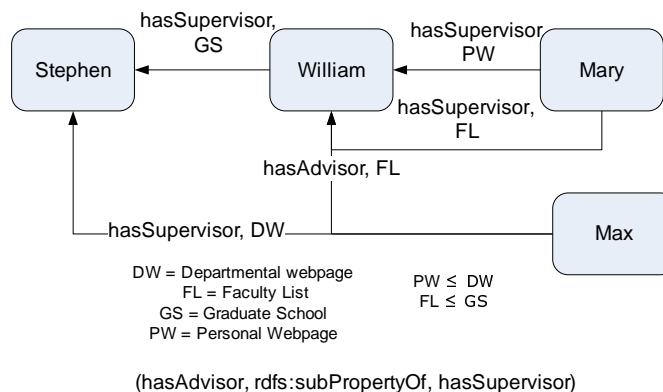 hasSupervisor,
GS
hasSupervisor
PW
Stephen
William
Mary
hasSupervisor,
FL
hasAdvisor, FL
hasSupervisor, DW
Max
DW = Departmental webpage
FL = Faculty List
GS = Graduate School
PW = Personal Webpage
PW ≤ DW
FL ≤ GS
(hasAdvisor, rdfs:subPropertyOf, hasSupervisor)